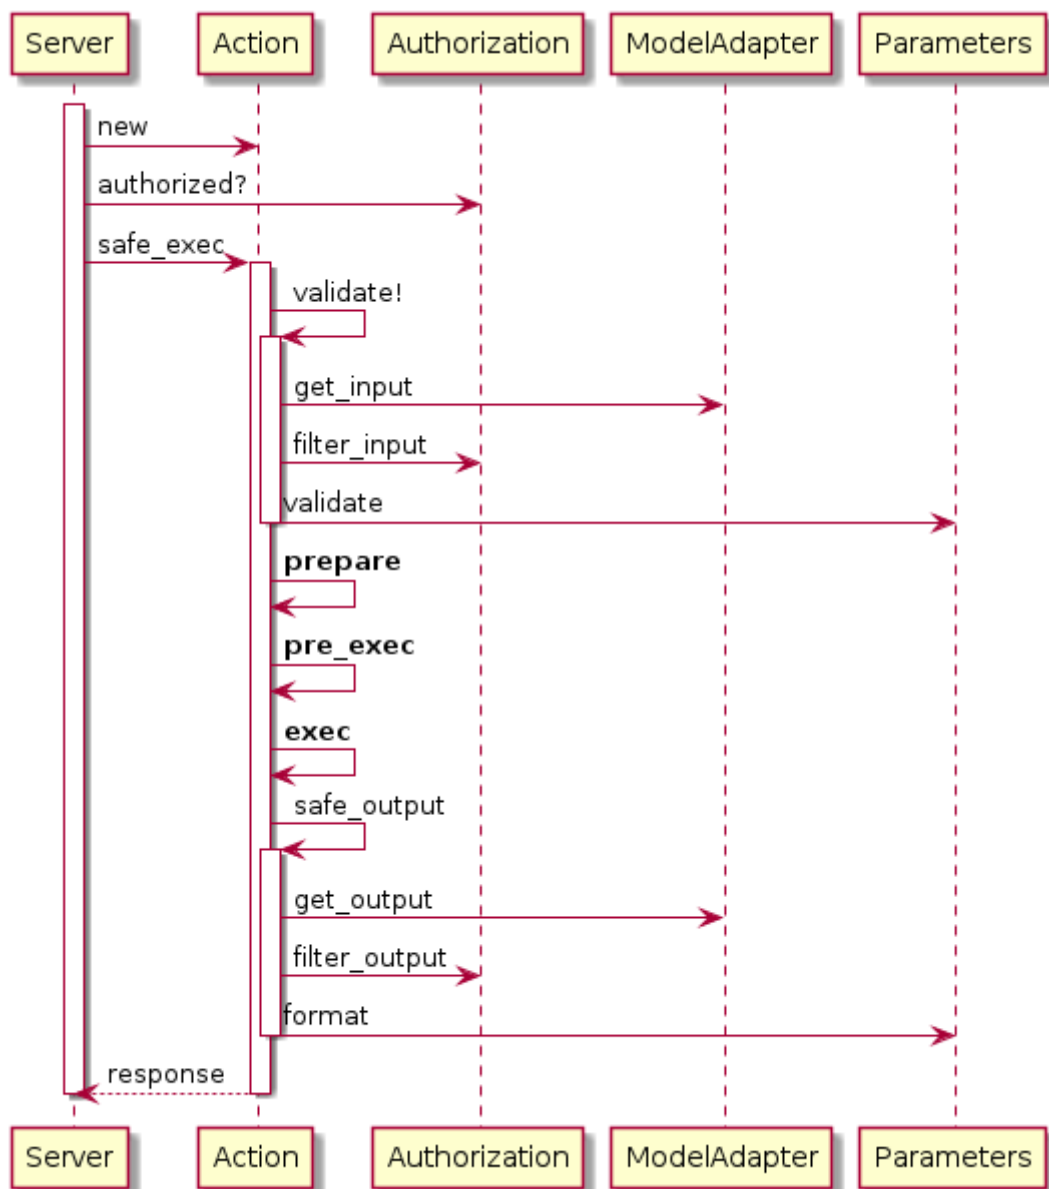 Server Action Authorization ModelAdapter Parameters
new
authorized?
safe_exec
validate!
get_input
filter_input
validate
prepare
pre_exec
exec
safe_output
get_output
filter_output
format
response
Server Action Authorization ModelAdapter Parameters